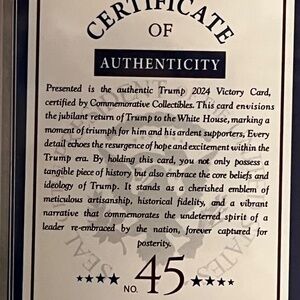 CERTIFICATE
OF
AUTHENTICITY
Presented is the authentic Trump 2024 Victory Card,
certified by Commemorative Collectibles. This card envisions
the jubilant return of Trump to the White House, marking a
moment of triumph for him and his ardent supporters, Every
detail echoes the resurgence of hope and excitement within the
Trump era. By holding this card, you not only possess a
tangible piece of history but also embrace the core beliefs and
ideology of Trump. It stands as a cherished emblem of
meticulous artisanship, historical fidelity, and a vibrant
narrative that commemorates the undeterred spirit of a
leader re-embraced by the nation, forever captured for
posterity.
★★★★ NO. 45 ★★★★